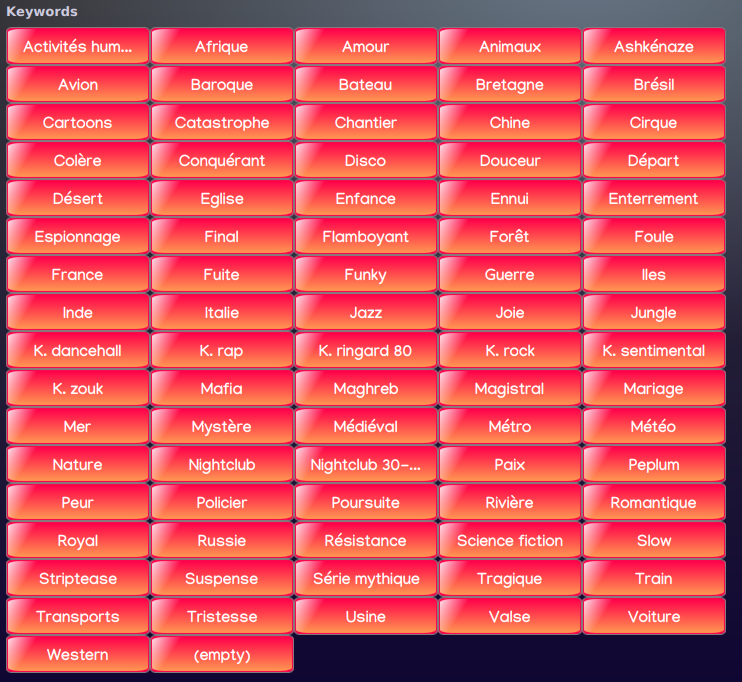 Keywords
Activités hum... Afrique Amour Animaux Ashkénaze
Avion Baroque Bateau Bretagne Brésil
Cartoons Catastrophe Chantier Chine Cirque
Colère Conquérant Disco Douceur Départ
Désert Eglise Enfance Ennui Enterrement
Espionnage Final Flamboyant Forêt Foule
France Fuite Funky Guerre Iles
Inde Italie Jazz Joie Jungle
K. dancehall K. rap K. ringard 80 K. rock K. sentimental
K. zouk Mafia Maghreb Magistral Mariage
Mer Mystère Médiéval Métro Météo
Nature Nightclub Nightclub 30-... Paix Peplum
Peur Policier Poursuite Rivière Romantique
Royal Russie Résistance Science fiction Slow
Striptease Suspense Série mythique Tragique Train
Transports Tristesse Usine Valse Voiture
Western (empty)